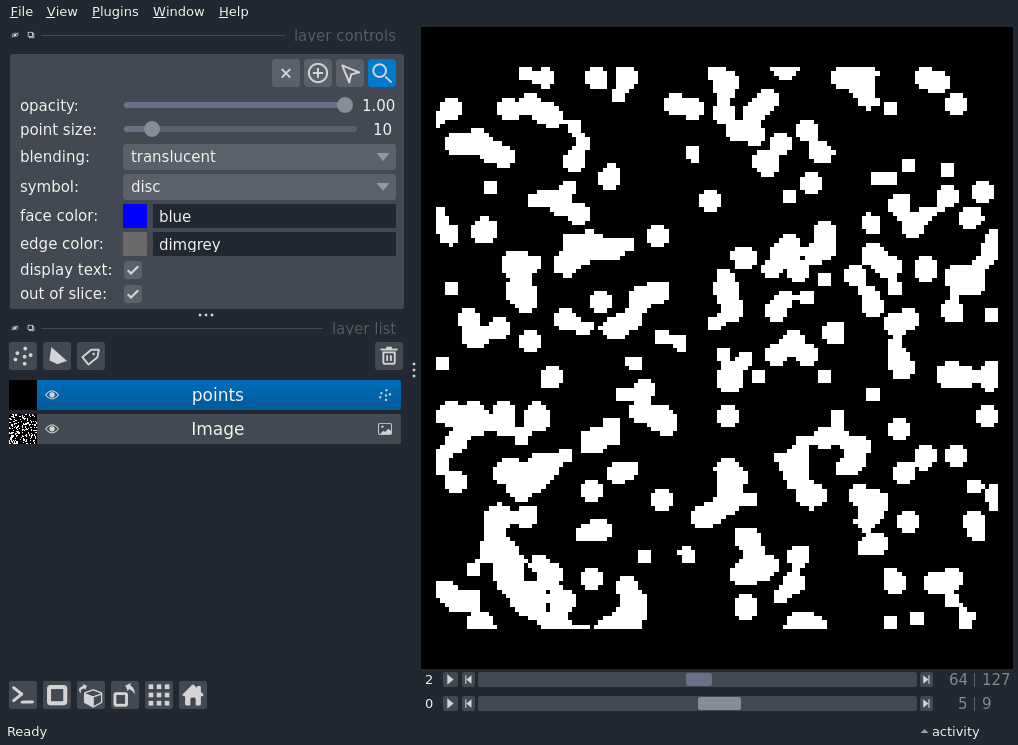 File View Plugins Window Help
layer controls
opacity: 1.00
point size: 10
blending: translucent
symbol: disc
face color: blue
edge color: dimgrey
display text:
out of slice:
layer list
points
Image
2 64 | 127
0 5 | 9
Ready activity